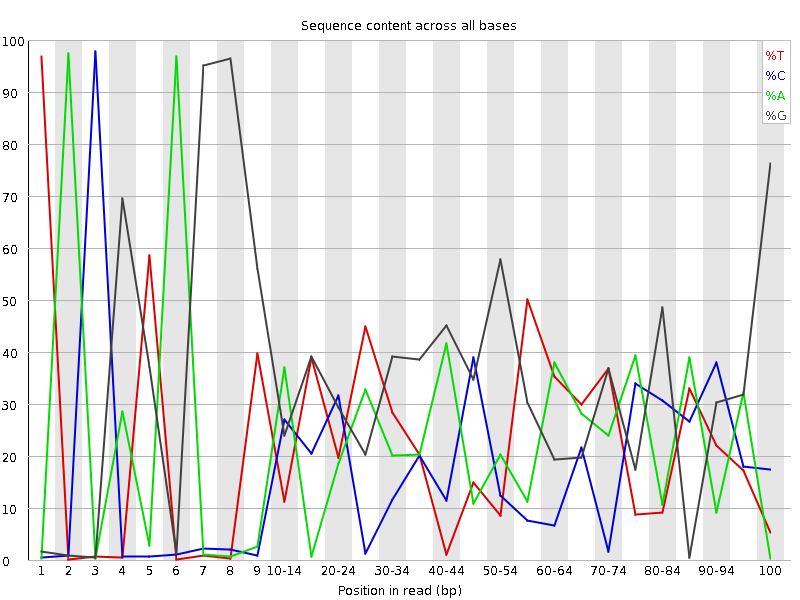 Sequence content across all bases
%T
%C
%A
%G
100
90
80
70
60
50
40
30
20
10
0
1 2 3 4 5 6 7 8 9 10-14 20-24 30-34 40-44 50-54 60-64 70-74 80-84 90-94 100
Position in read (bp)